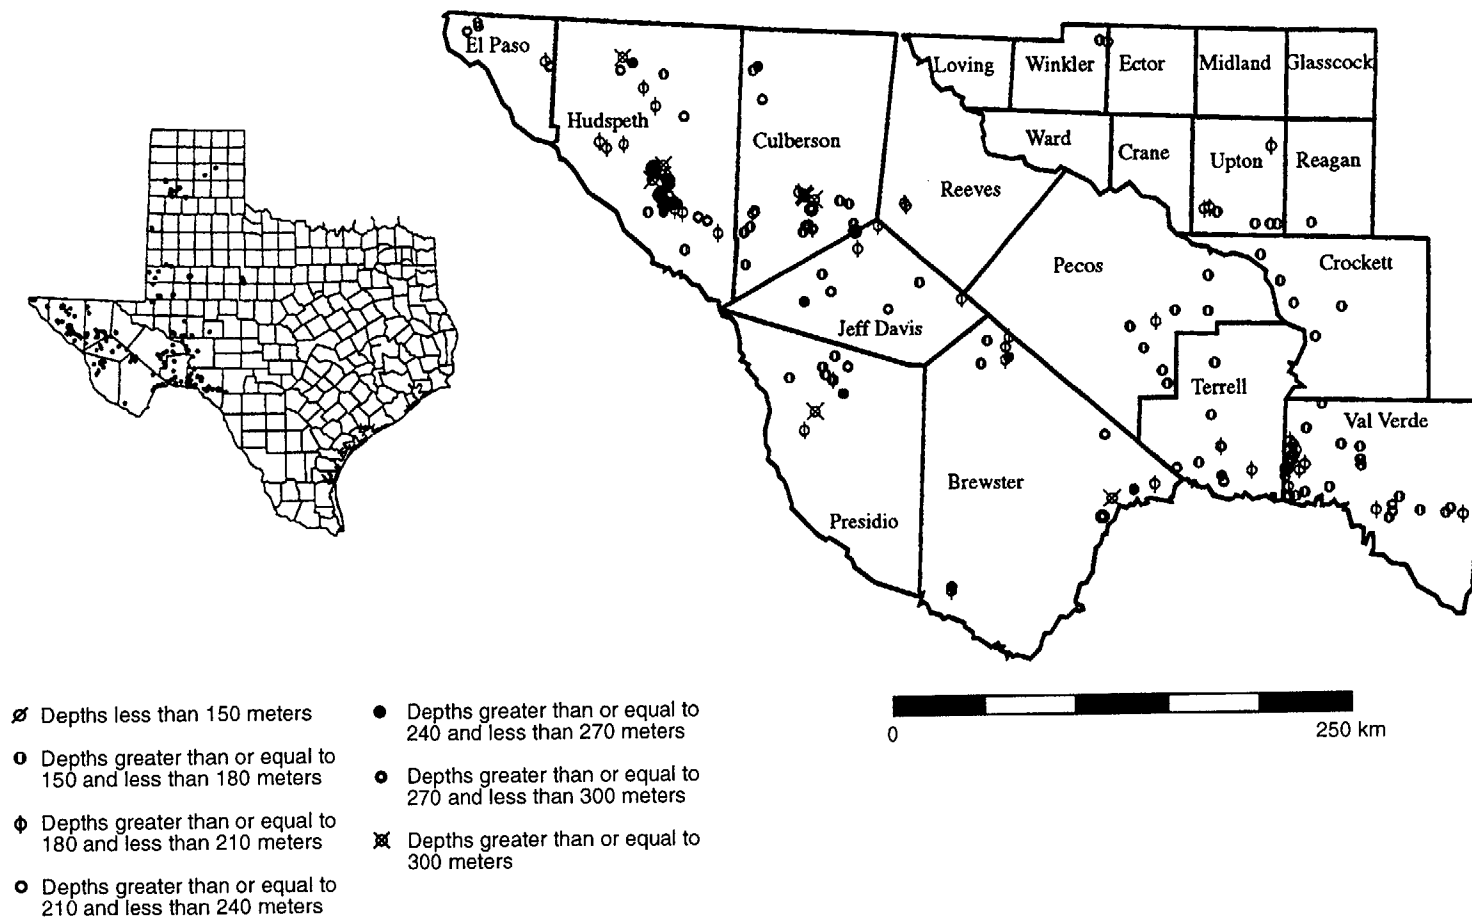 El Paso
Hudspeth
Culberson
Reeves
Loving
Winkler
Ector
Midland
Glasscock
Ward
Crane
Upton
Reagan
Pecos
Crockett
Jeff Davis
Terrell
Val Verde
Brewster
Presidio
0
250 km
Depths less than 150 meters
Depths greater than or equal to
150 and less than 180 meters
Depths greater than or equal to
180 and less than 210 meters
Depths greater than or equal to
210 and less than 240 meters
Depths greater than or equal to
240 and less than 270 meters
Depths greater than or equal to
270 and less than 300 meters
Depths greater than or equal to
300 meters